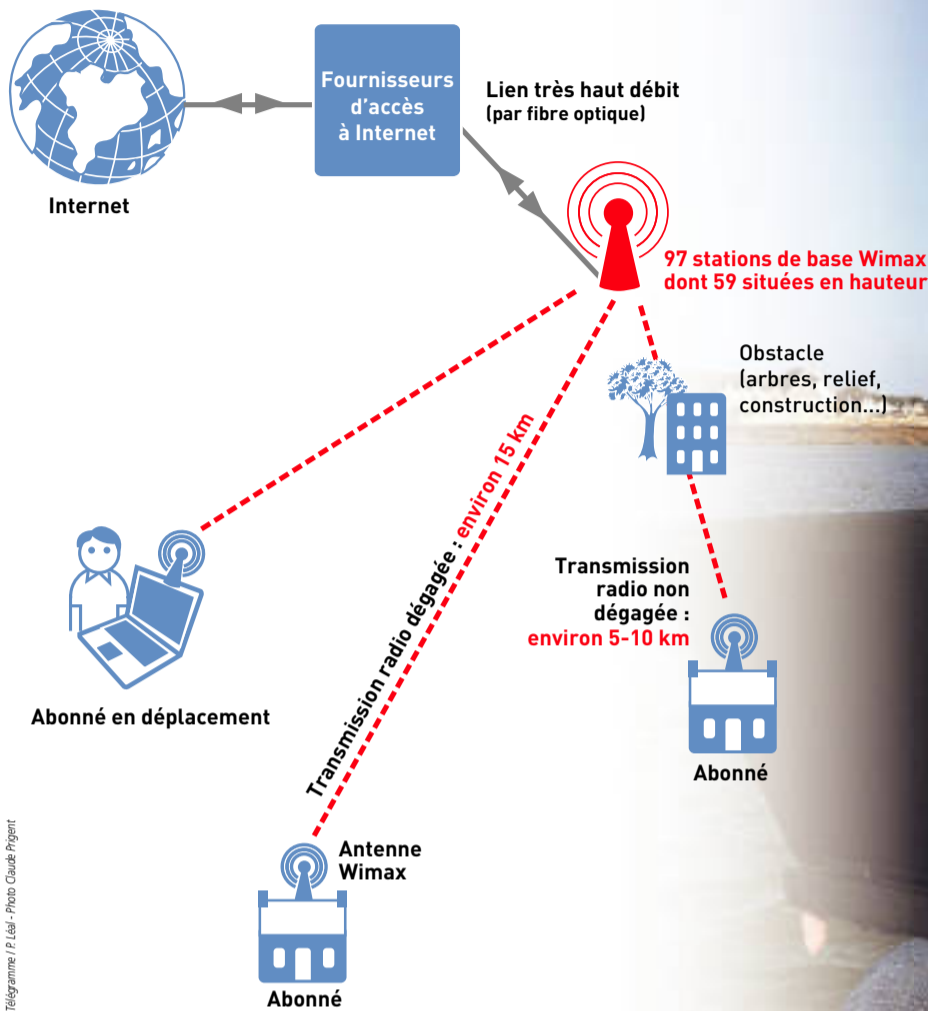 Fournisseurs
d'accès
à Internet
Lien très haut débit
(par fibre optique)
Internet
97 stations de base Wimax
dont 59 situées en hauteur
Obstacle
(arbres, relief,
construction...)
Transmission radio dégagée : environ 15 km
Transmission
radio non
dégagée :
environ 5-10 km
Abonné en déplacement
Abonné
Antenne
Wimax
Abonné
Télégramme / P. Léal - Photo Claude Prigent